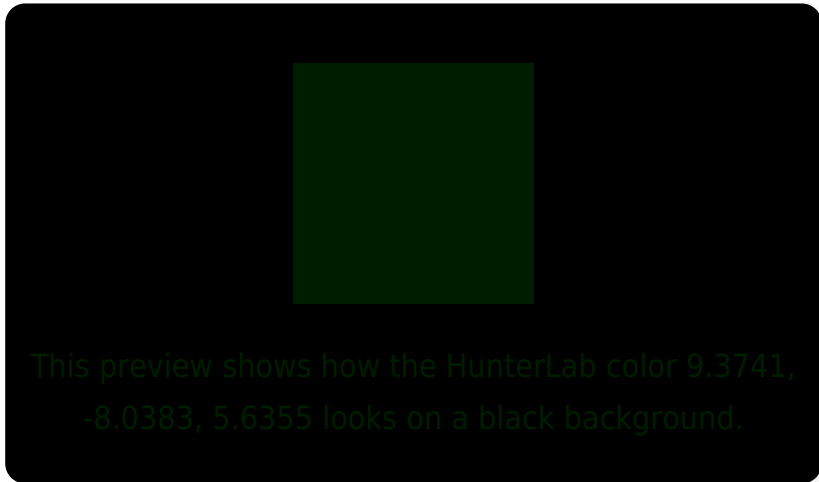 This preview shows how the HunterLab color 9.3741,
-8.0383, 5.6355 looks on a black background.